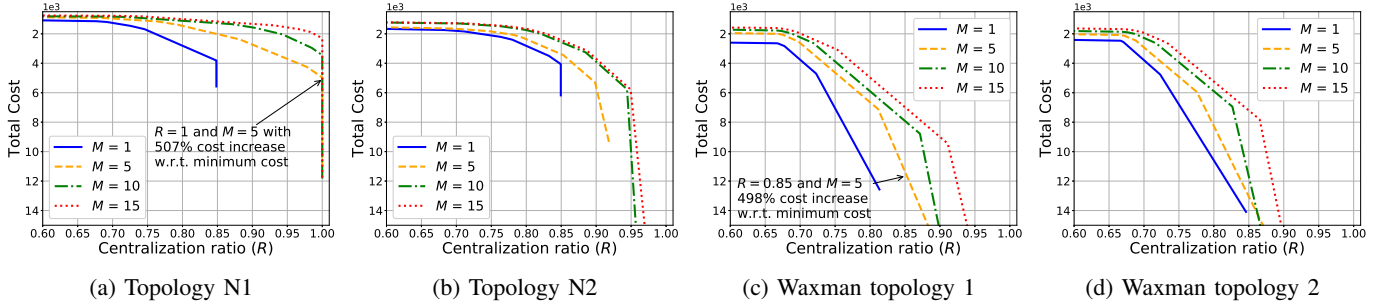 1e3
2
4
6
8
10
12
14
Total Cost
R = 1 and M = 5 with
507% cost increase
w.r.t. minimum cost
M = 1
M = 5
M = 10
M = 15
0.60 0.65 0.70 0.75 0.80 0.85 0.90 0.95 1.00
Centralization ratio (R)
(a) Topology N1
1e3
2
4
6
8
10
12
14
Total Cost
M = 1
M = 5
M = 10
M = 15
0.60 0.65 0.70 0.75 0.80 0.85 0.90 0.95 1.00
Centralization ratio (R)
(b) Topology N2
1e3
2
4
6
8
10
12
14
Total Cost
M = 1
M = 5
M = 10
M = 15
R = 0.85 and M = 5
498% cost increase
w.r.t. minimum cost
0.60 0.65 0.70 0.75 0.80 0.85 0.90 0.95 1.00
Centralization ratio (R)
(c) Waxman topology 1
1e3
2
4
6
8
10
12
14
Total Cost
M = 1
M = 5
M = 10
M = 15
0.60 0.65 0.70 0.75 0.80 0.85 0.90 0.95 1.00
Centralization ratio (R)
(d) Waxman topology 2